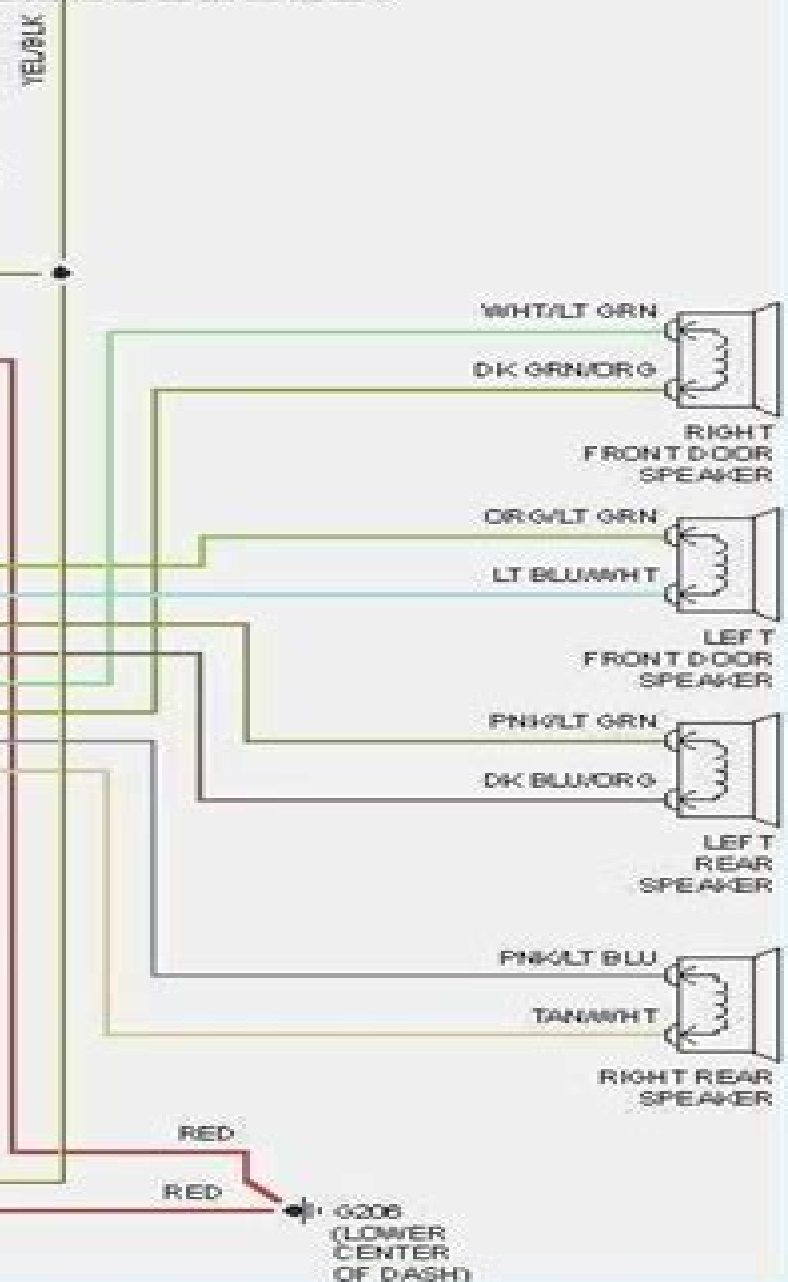 YEL/BLK
WHT/LT GRN
DK GRN/ORG
RIGHT
FRONT DOOR
SPEAKER
ORG/LT GRN
LT BLU/WHT
LEFT
FRONT DOOR
SPEAKER
PNK/LT GRN
DK BLU/ORG
LEFT
REAR
SPEAKER
PNK/LT BLU
TAN/WHT
RIGHT REAR
SPEAKER
RED
RED
G206
(LOWER
CENTER
OF DASH)